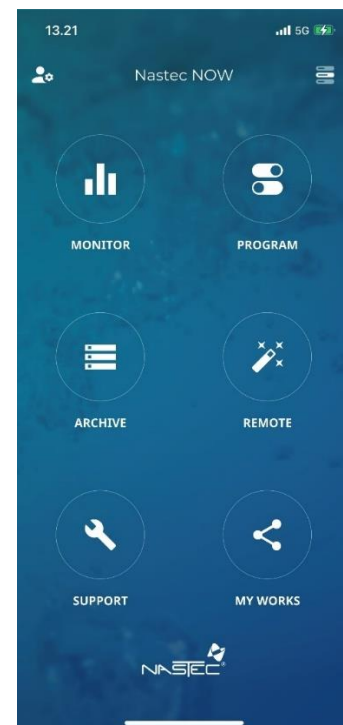 13.21 5G
Nastec NOW
MONITOR PROGRAM
ARCHIVE REMOTE
SUPPORT MY WORKS
NASTEC®